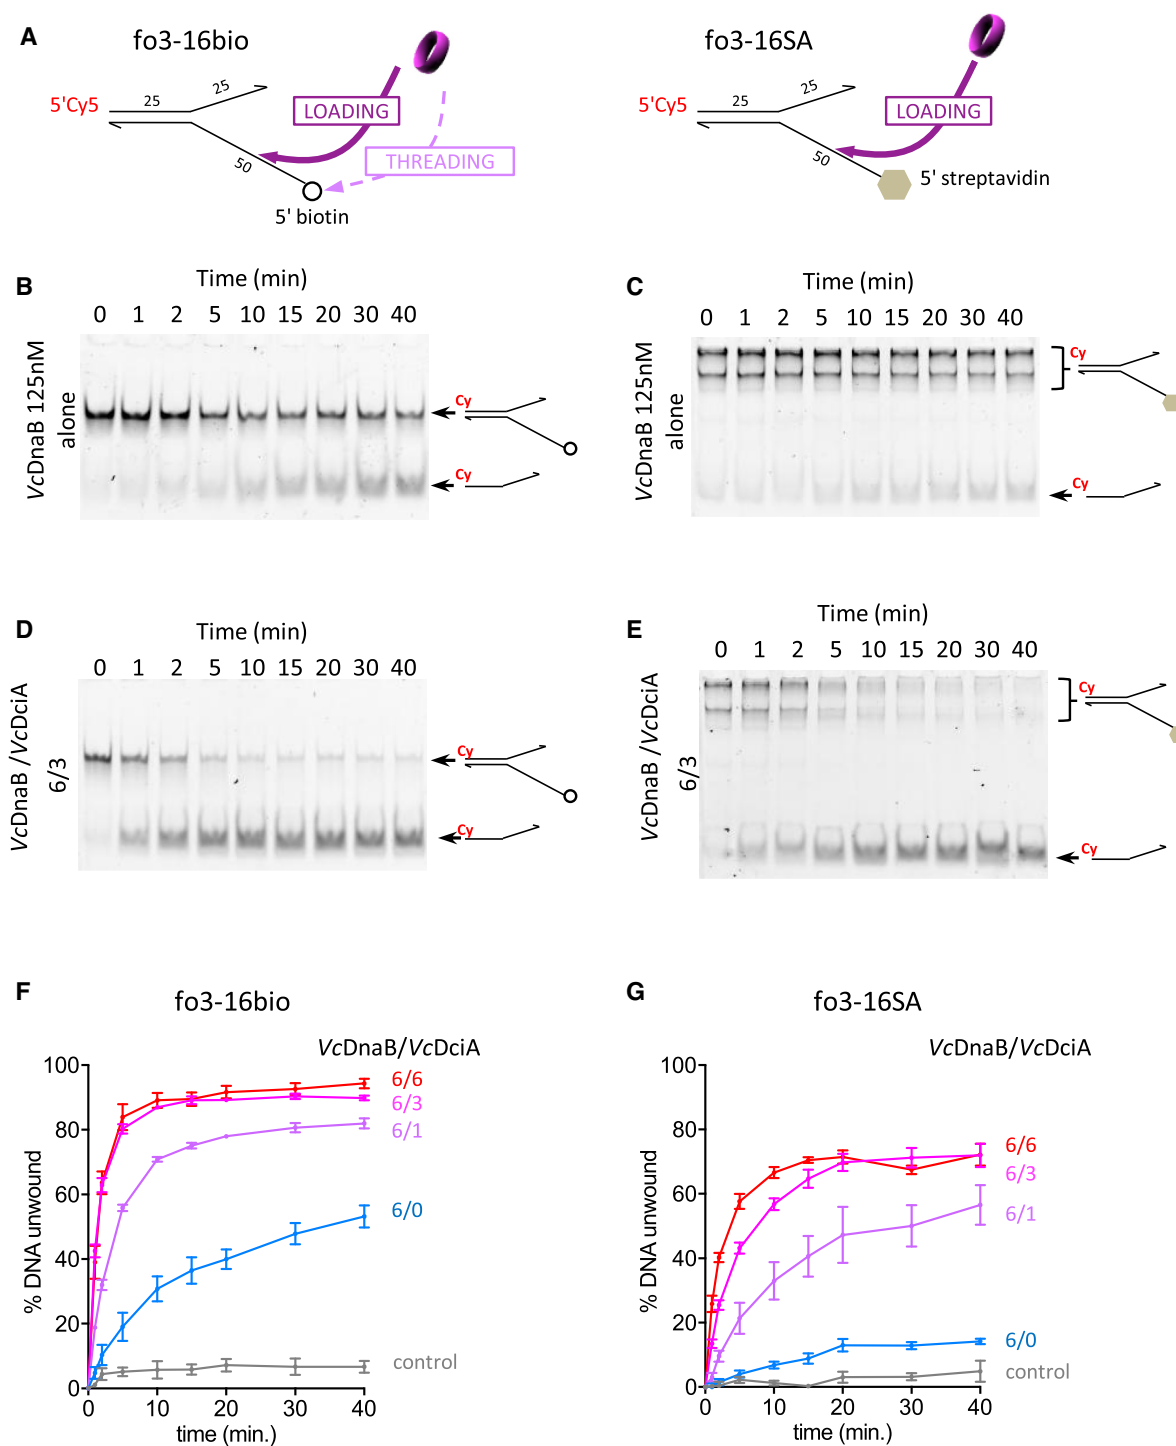 A
fo3-16bio
5'Cy5
25
25
50
LOADING
THREADING
5' biotin
fo3-16SA
5'Cy5
25
25
50
LOADING
5' streptavidin
B
Time (min)
0 1 2 5 10 15 20 30 40
VcDnaB 125nM
alone
Cy
Cy
C
Time (min)
0 1 2 5 10 15 20 30 40
VcDnaB 125nM
alone
Cy
Cy
D
Time (min)
0 1 2 5 10 15 20 30 40
VcDnaB /VcDciA
6/3
Cy
Cy
E
Time (min)
0 1 2 5 10 15 20 30 40
VcDnaB /VcDciA
6/3
Cy
Cy
F
fo3-16bio
VcDnaB/VcDciA
% DNA unwound
100
80
60
40
20
0
6/6
6/3
6/1
6/0
control
0 10 20 30 40
time (min.)
G
fo3-16SA
VcDnaB/VcDciA
% DNA unwound
100
80
60
40
20
0
6/6
6/3
6/1
6/0
control
0 10 20 30 40
time (min.)